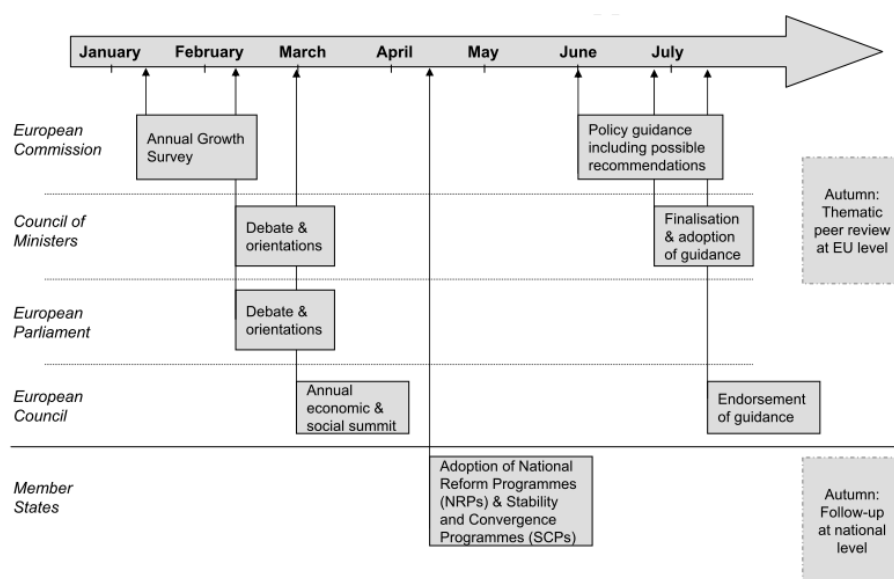 January February March April May June July
European
Commission
Annual Growth
Survey
Policy guidance
including possible
recommendations
Autumn:
Thematic
peer review
at EU level
Council of
Ministers
Debate &
orientations
Finalisation
& adoption
of guidance
European
Parliament
Debate &
orientations
European
Council
Annual
economic &
social summit
Endorsement
of guidance
Member
States
Adoption of National
Reform Programmes
(NRPs) & Stability
and Convergence
Programmes (SCPs)
Autumn:
Follow-up
at national
level